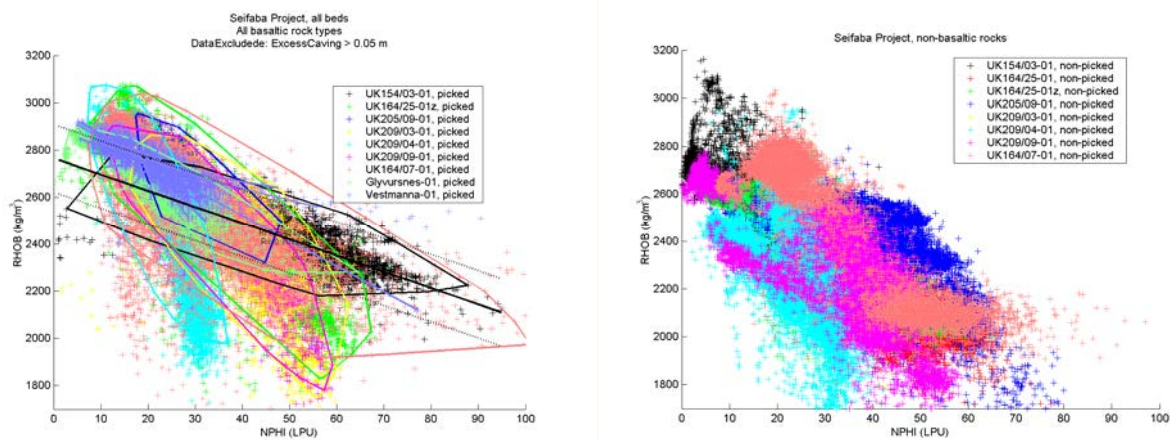 Seifaba Project, all beds
All basaltic rock types
DataExcludede: ExcessCaving > 0.05 m
3200
3000
2800
2600
2400
2200
2000
1800
RHOB (kg/m³)
UK154/03-01, picked
UK164/25-01z, picked
UK205/09-01, picked
UK209/03-01, picked
UK209/04-01, picked
UK209/09-01, picked
UK164/07-01, picked
Glyvursnes-01, picked
Vestmanna-01, picked
0 10 20 30 40 50 60 70 80 90 100
NPHI (LPU)
Seifaba Project, non-basaltic rocks
3200
3000
2800
2600
2400
2200
2000
1800
RHOB (kg/m³)
UK154/03-01, non-picked
UK164/25-01, non-picked
UK164/25-01z, non-picked
UK205/09-01, non-picked
UK209/03-01, non-picked
UK209/04-01, non-picked
UK209/09-01, non-picked
UK164/07-01, non-picked
0 20 40 60 80 100
NPHI (LPU)